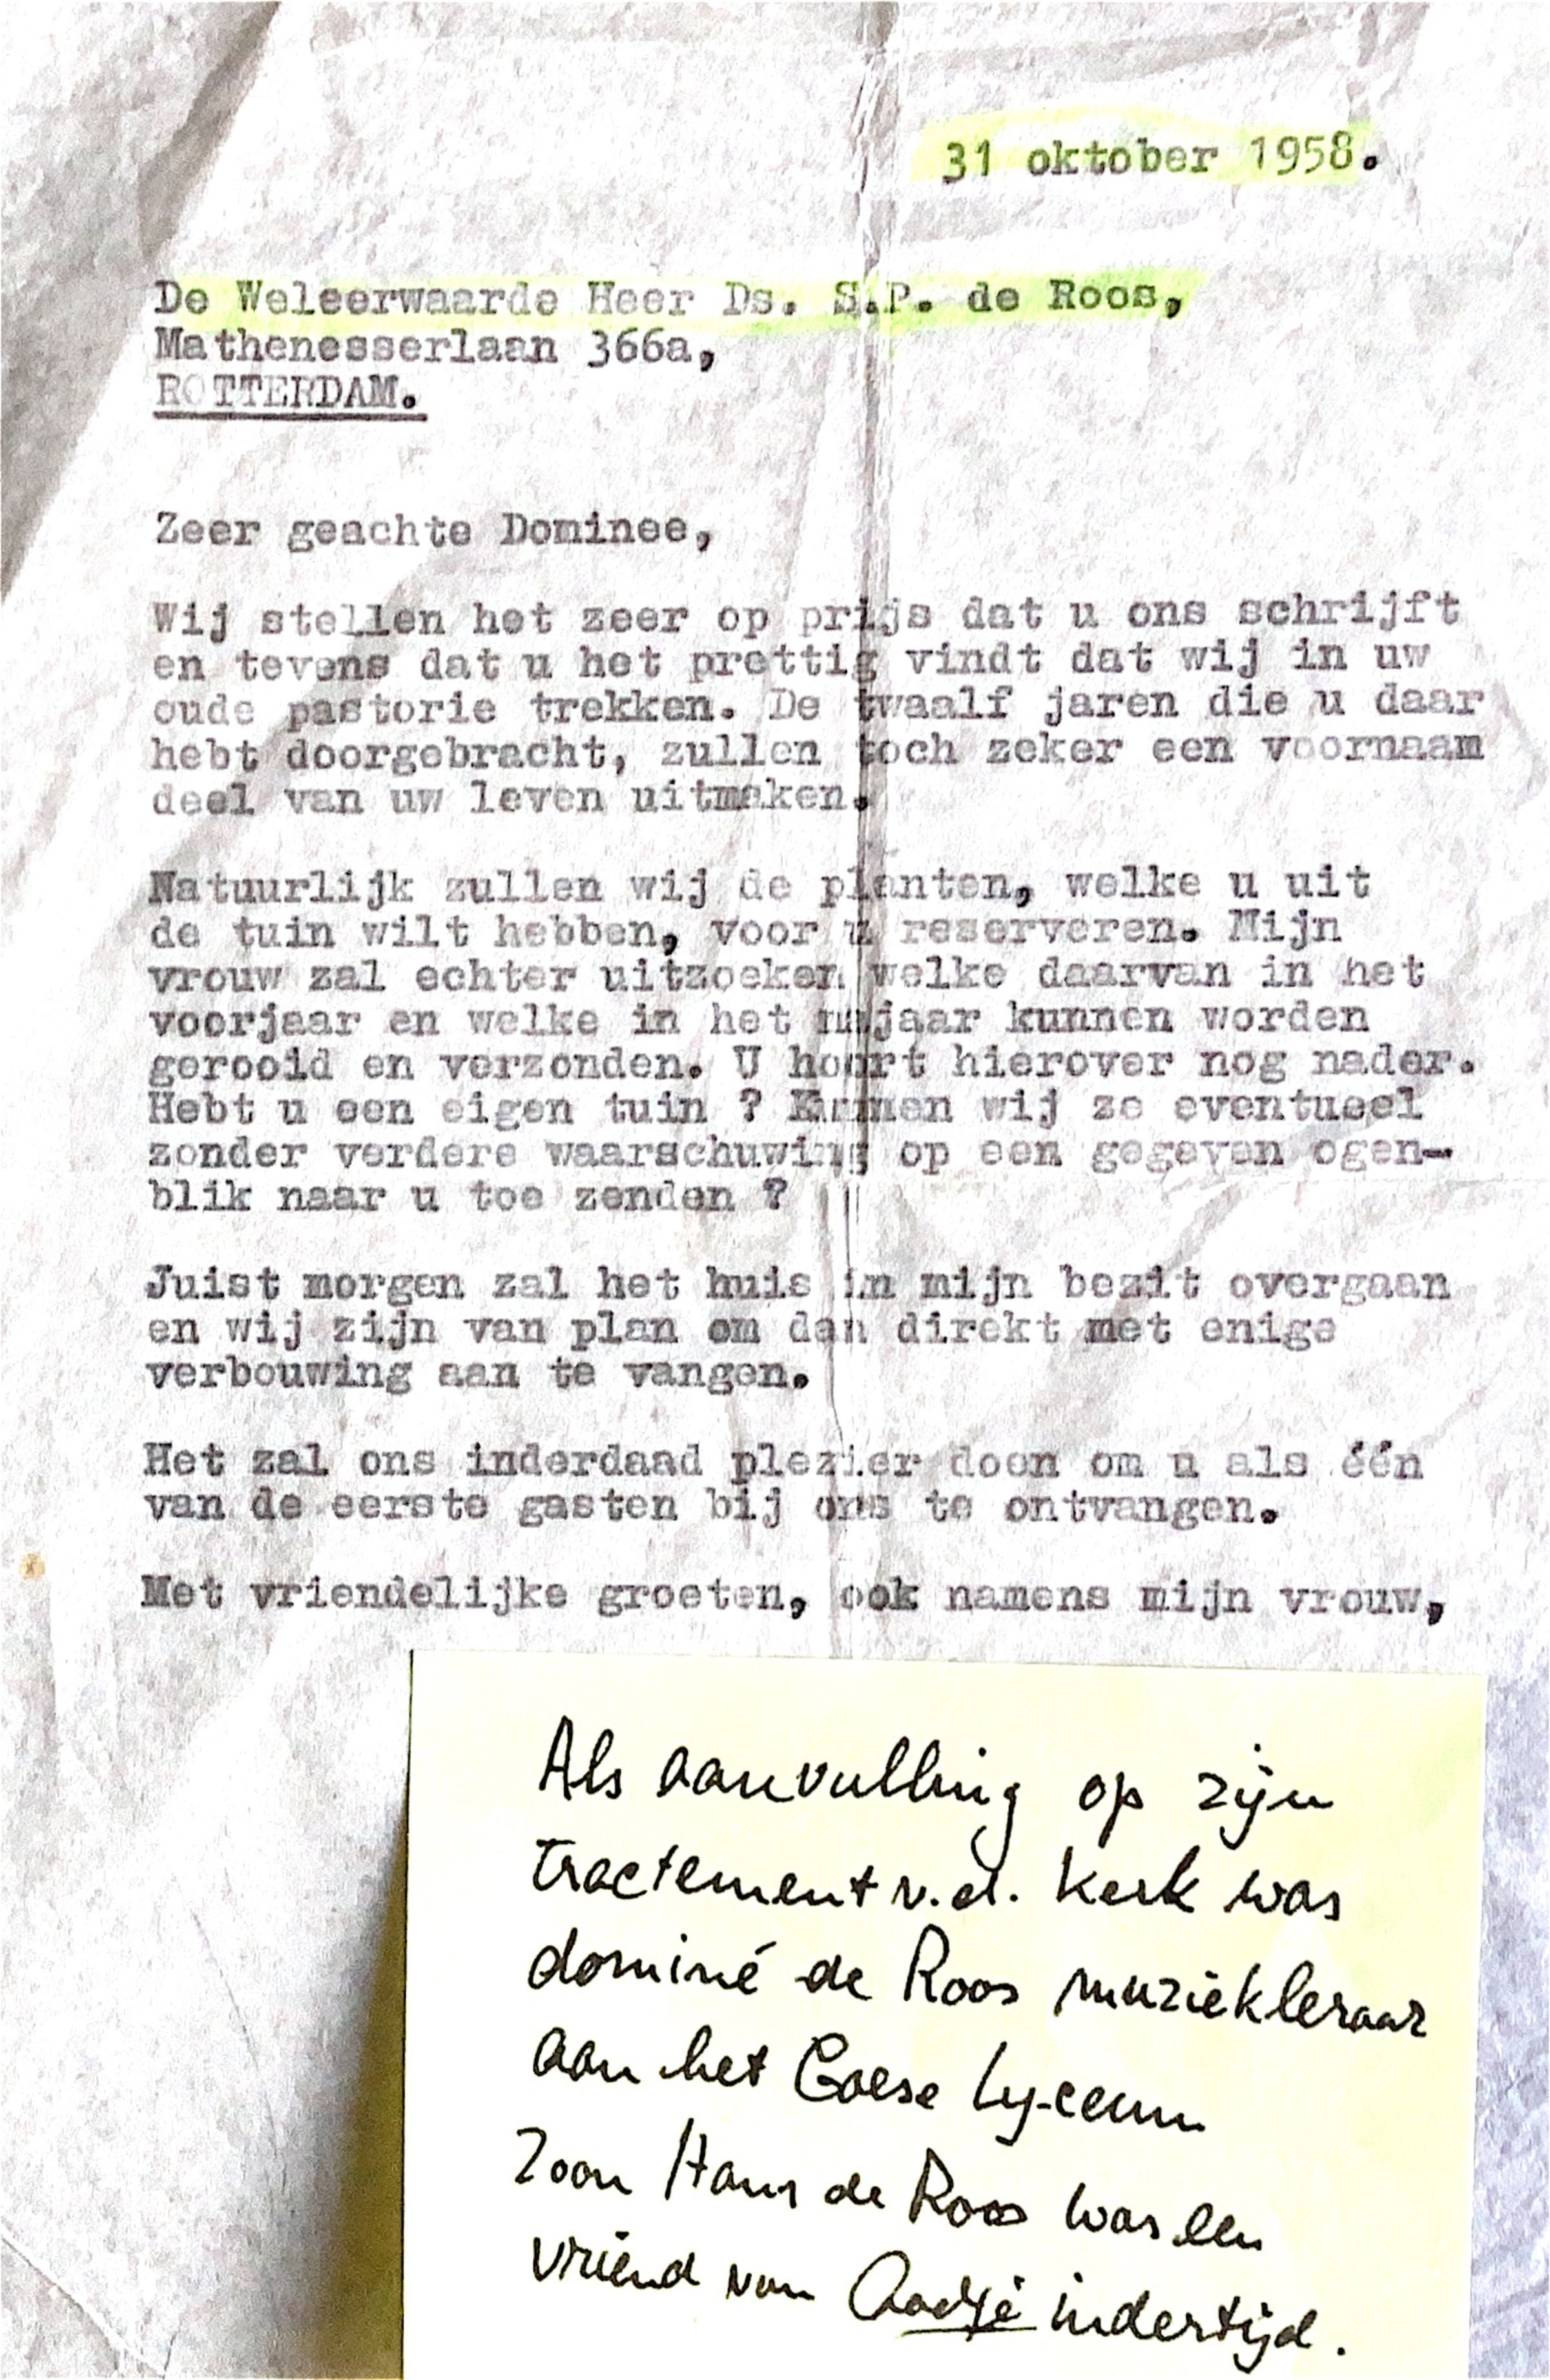 31 oktober 1958.
De Weleerwaarde Heer Ds. S.P. de Roos,
Mathenesserlaan 366a,
ROTTERDAM.
Zeer geachte Dominee,
Wij stellen het zeer op prijs dat u ons schrijft
en tevens dat u het prettig vindt dat wij in uw
oude pastorie trekken. De twaalf jaren die u daar
hebt doorgebracht, zullen toch zeker een voornaam
deel van uw leven uitmaken.
Natuurlijk zullen wij de planten, welke u uit
de tuin wilt hebben, voor u reserveren. Mijn
vrouw zal echter uitzoeken welke daarvan in het
voorjaar en welke in het najaar kunnen worden
gerooid en verzonden. U hoort hierover nog nader.
Hebt u een eigen tuin ? Kunnen wij ze eventueel
zonder verdere waarschuwing op een gegeven ogen-
blik naar u toe zenden ?
Juist morgen zal het huis in mijn bezit overgaan
en wij zijn van plan om dan direkt met enige
verbouwing aan te vangen.
Het zal ons inderdaad plezier doen om u als één
van de eerste gasten bij ons te ontvangen.
Met vriendelijke groeten, ook namens mijn vrouw,
Als aanvulling op zijn
tractement v.d. kerk was
dominé de Roos muziekleraar
aan het Goese Lyceum
Zoon Hans de Roos was een
vriend van Aadje indertijd.